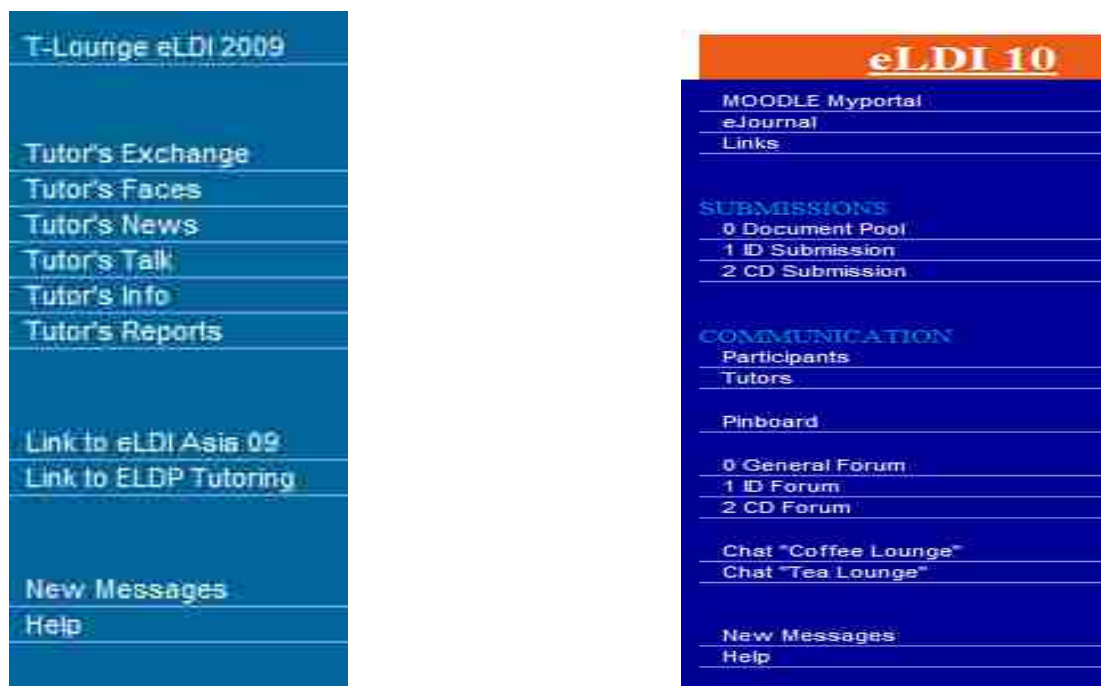 T-Lounge eLDI 2009
Tutor's Exchange
Tutor's Faces
Tutor's News
Tutor's Talk
Tutor's Info
Tutor's Reports
Link to eLDI Asia 09
Link to ELDP Tutoring
New Messages
Help
eLDI 10
MOODLE Myportal
eJournal
Links
SUBMISSIONS
0 Document Pool
1 ID Submission
2 CD Submission
COMMUNICATION
Participants
Tutors
Pinboard
0 General Forum
1 ID Forum
2 CD Forum
Chat "Coffee Lounge"
Chat "Tea Lounge"
New Messages
Help